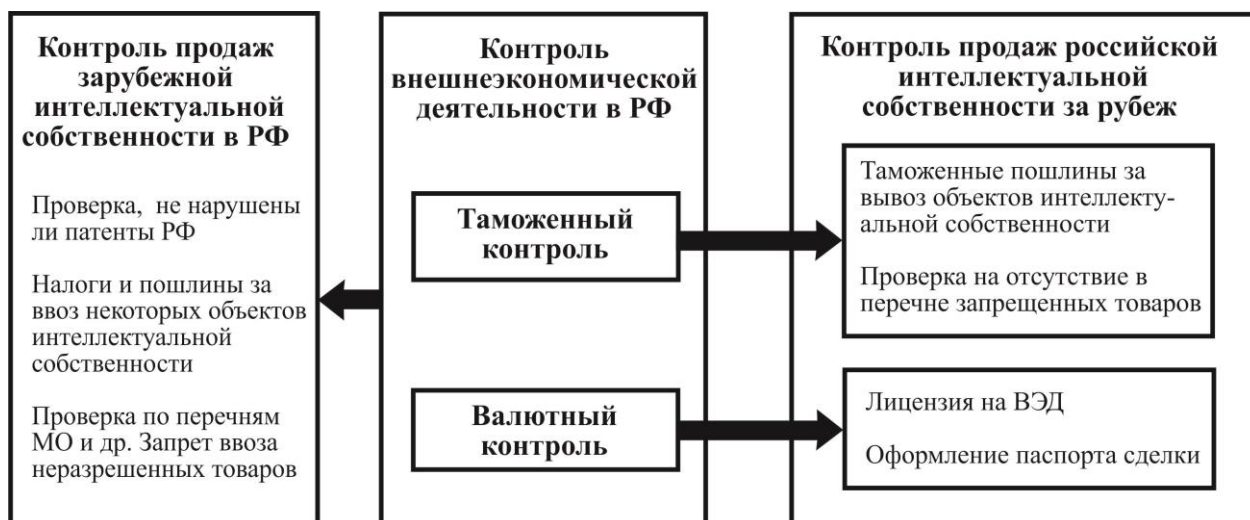 Контроль продаж
зарубежной
интеллектуальной
собственности в РФ
Проверка, не нарушены
ли патенты РФ
Налоги и пошлины за
ввоз некоторых объектов
интеллектуальной
собственности
Проверка по перечням
МО и др. Запрет ввоза
неразрешенных товаров
Контроль
внешнеэкономической
деятельности в РФ
Таможенный
контроль
Валютный
контроль
Контроль продаж российской
интеллектуальной
собственности за рубеж
Таможенные пошлины за
вывоз объектов интеллекту-
альной собственности
Проверка на отсутствие в
перечне запрещенных товаров
Лицензия на ВЭД
Оформление паспорта сделки